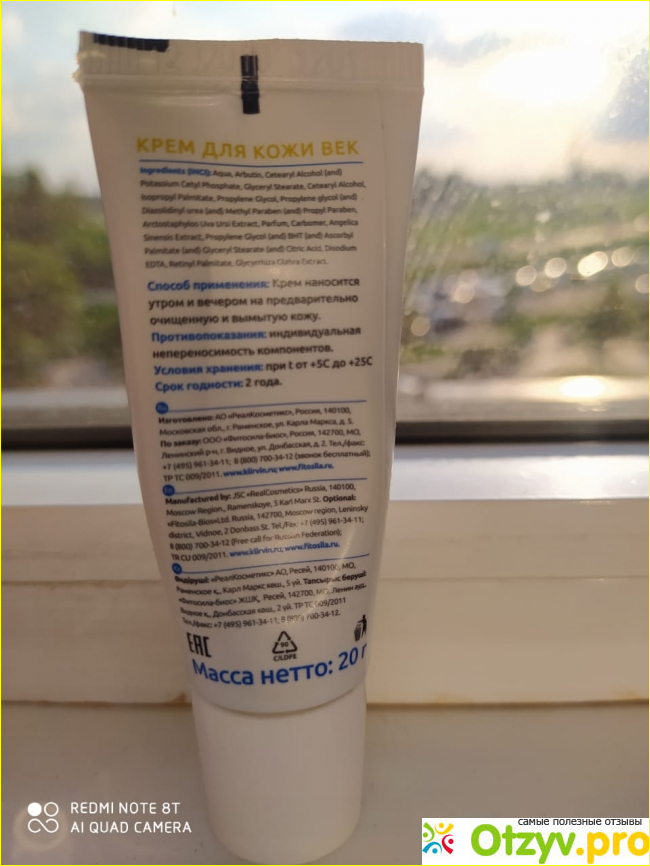 КРЕМ ДЛЯ КОЖИ ВЕК
Ingredients (INCI): Aqua, Arbutin, Cetearyl Alcohol (and)
Potassium Cetyl Phosphate, Glyceryl Stearate, Cetearyl Alcohol,
Isopropyl Palmitate, Propylene Glycol, Propylene glycol (and)
Diazolidinyl urea (and) Methyl Paraben (and) Propyl Paraben,
Arctostaphylos Uva Ursi Extract, Parfum, Carbomer, Angelica
Sinensis Extract, Propylene Glycol (and) BHT (and) Ascorbyl
Palmitate (and) Glyceryl Stearate (and) Citric Acid, Disodium
EDTA, Retinyl Palmitate, Glycyrrhiza Glabra Extract.
Способ применения: Крем наносится
утром и вечером на предварительно
очищенную и вымытую кожу.
Противопоказания: индивидуальная
непереносимость компонентов.
Условия хранения: при t от +5С до +25С
Срок годности: 2 года.
Изготовлено: АО «РеалКосметикс», Россия, 140100,
Московская обл., г. Раменское, ул. Карла Маркса, д. 5.
По заказу: ООО «Фитосила-Биос», Россия, 142700, МО,
Ленинский р-н, г. Видное, ул. Донбасская, д. 2. Тел./факс:
+7 (495) 961-34-11; 8 (800) 700-34-12 (звонок бесплатный);
ТР ТС 009/2011. www.klirvin.ru; www.fitosila.ru.
Manufactured by: JSC «RealCosmetics» Russia, 140100,
Moscow Region., Ramenskoye, 5 Karl Marx St. Optional:
«Fitosila-Bios»Ltd. Russia, 142700, Moscow region, Leninsky
district, Vidnoe, 2 Donbass St. Tel./Fax: +7 (495) 961-34-11;
8 (800) 700-34-12 (Free call for Russian Federation);
TR CU 009/2011. www.klirvin.ru; www.fitosila.ru.
Өндіруші: «РеалКосметикс» АО, Ресей, 140100, МО,
Раменское қ., Карл Маркс көш., 5 үй. Тапсырыс беруші:
«Фитосила-биос» ЖШҚ, Ресей, 142700, МО, Ленин ауд.,
Видное қ., Донбасская көш., 2 үй. ТР ТС 009/2011
Тел./факс: +7 (495) 961-34-11; 8 (800) 700-34-12.
EAC
90
C/LDPE
Масса нетто: 20 г
REDMI NOTE 8T
AI QUAD CAMERA
самые полезные отзывы
Otzyv.pro